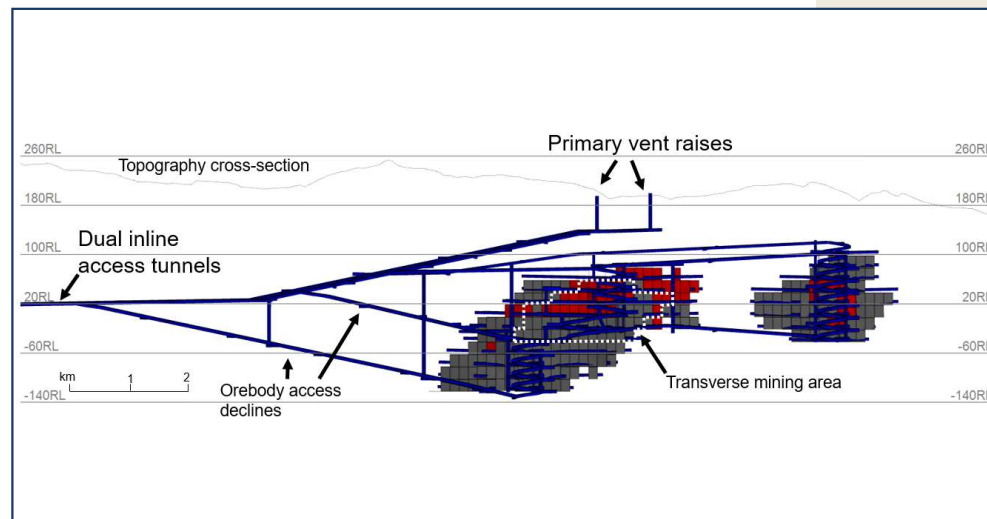 Primary vent raises
260RL
260RL
Topography cross-section
180RL
180RL
Dual inline
access tunnels
100RL
100RL
20RL
20RL
-60RL
-60RL
km 1 2
Orebody access
declines
Transverse mining area
-140RL
-140RL